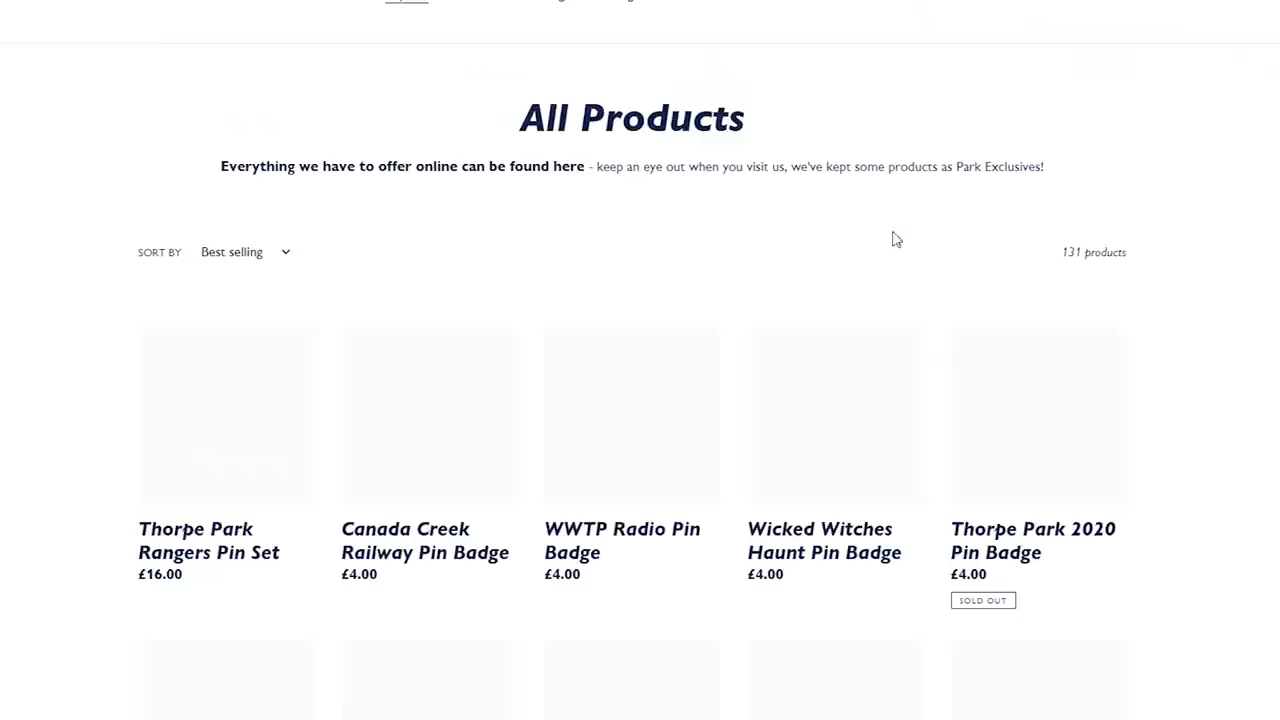 All Products
Everything we have to offer online can be found here - keep an eye out when you visit us, we've kept some products as Park Exclusives!
SORT BY Best selling 131 products
Thorpe Park
Rangers Pin Set
£16.00
Canada Creek
Railway Pin Badge
£4.00
WWTP Radio Pin
Badge
£4.00
Wicked Witches
Haunt Pin Badge
£4.00
Thorpe Park 2020
Pin Badge
£4.00
SOLD OUT